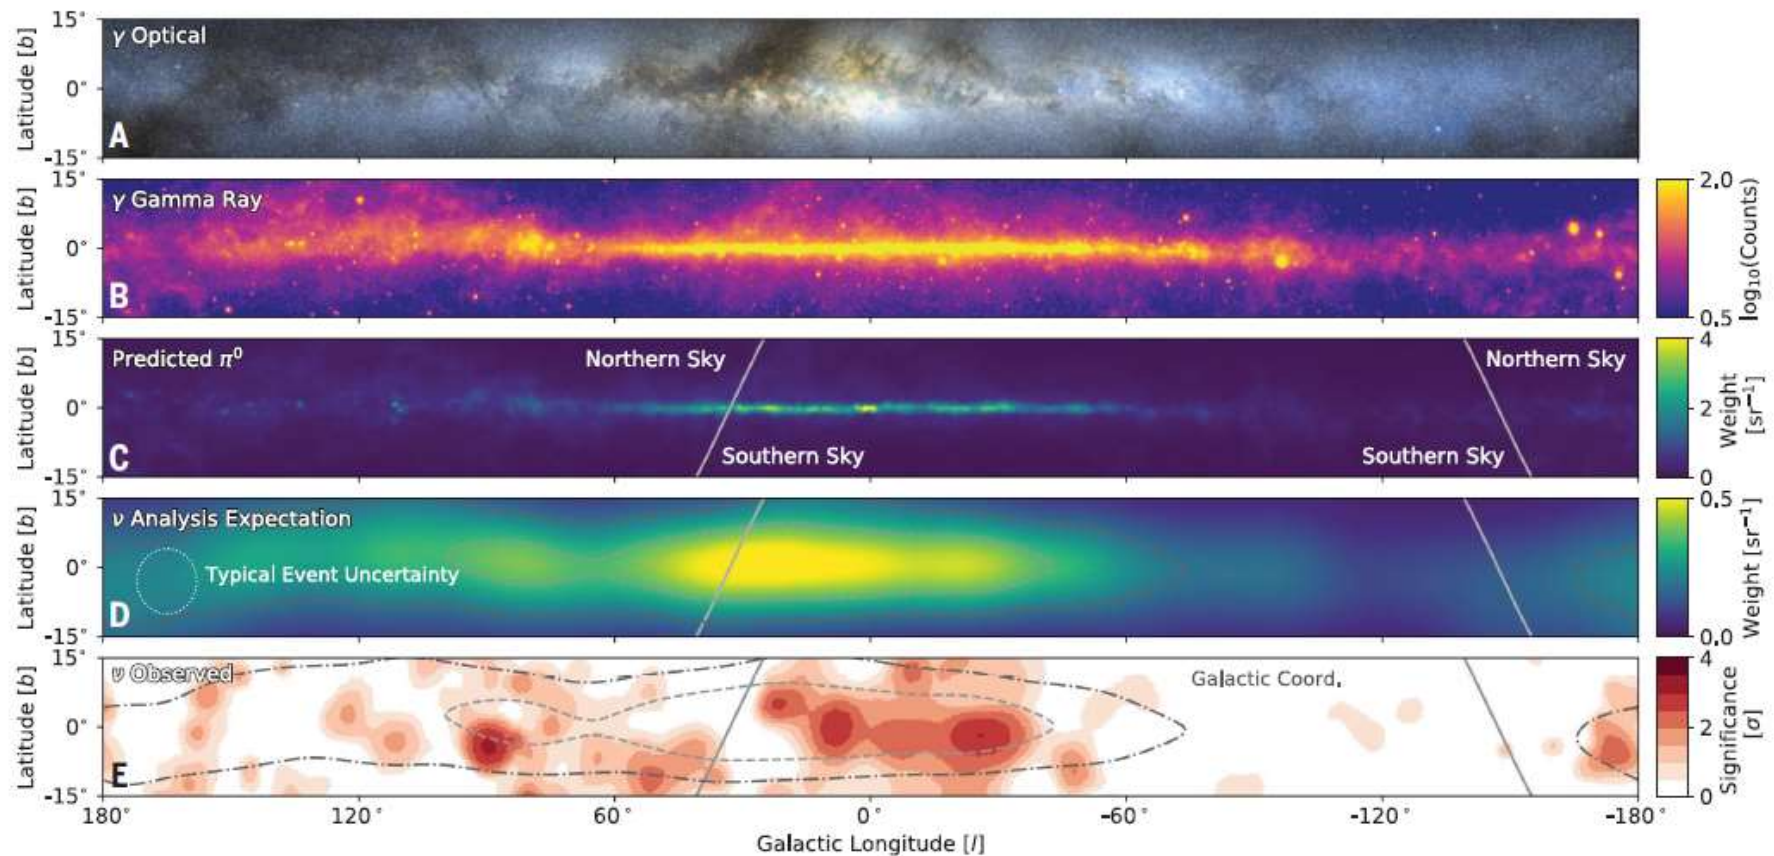 15°
γ Optical
Latitude [b]
0°
A
-15°
15°
γ Gamma Ray
Latitude [b]
0°
B
-15°
2.0
0.5
log₁₀(Counts)
15°
Predicted π⁰
Northern Sky
Northern Sky
Latitude [b]
0°
C
Southern Sky
Southern Sky
-15°
4
2
0
Weight
[sr⁻¹]
15°
ν Analysis Expectation
Latitude [b]
0°
Typical Event Uncertainty
D
-15°
0.5
0.0
Weight [sr⁻¹]
15°
ν Observed
Galactic Coord.
Latitude [b]
0°
E
-15°
4
2
0
Significance
[σ]
180°
120°
60°
0°
-60°
-120°
-180°
Galactic Longitude [l]